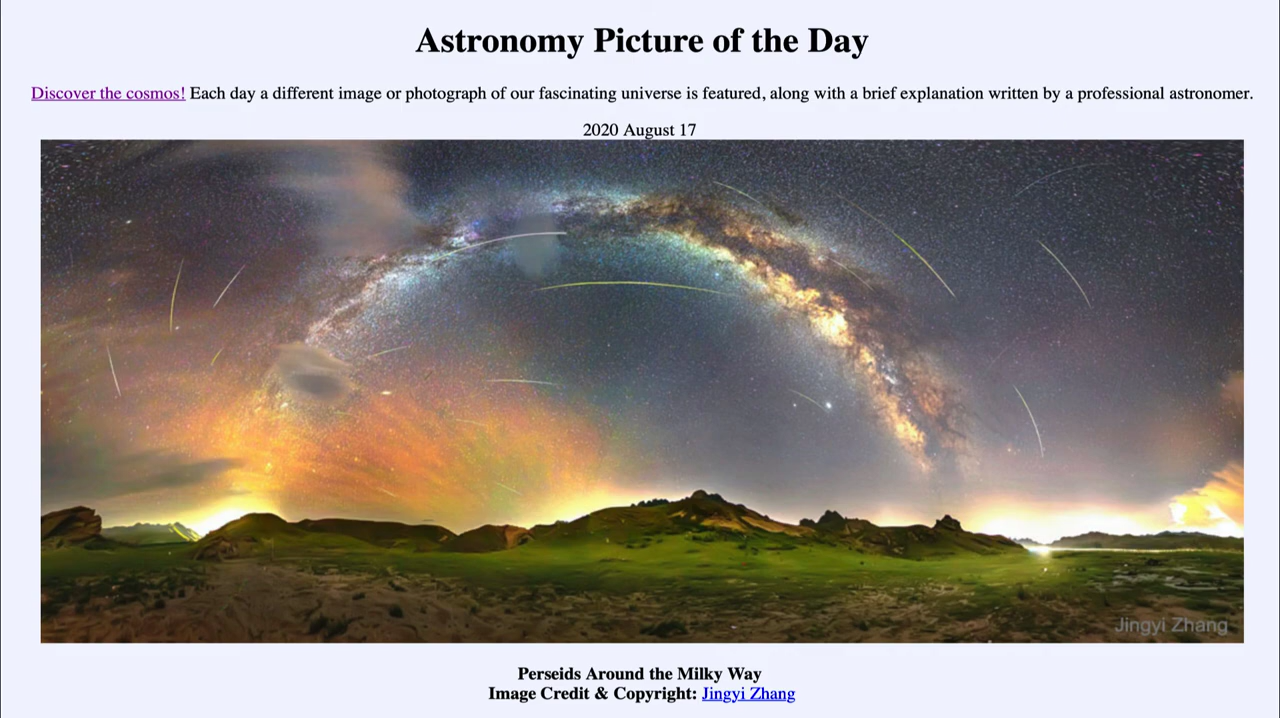 Astronomy Picture of the Day
Discover the cosmos! Each day a different image or photograph of our fascinating universe is featured, along with a brief explanation written by a professional astronomer.
2020 August 17
Jingyi Zhang
Perseids Around the Milky Way
Image Credit & Copyright: Jingyi Zhang